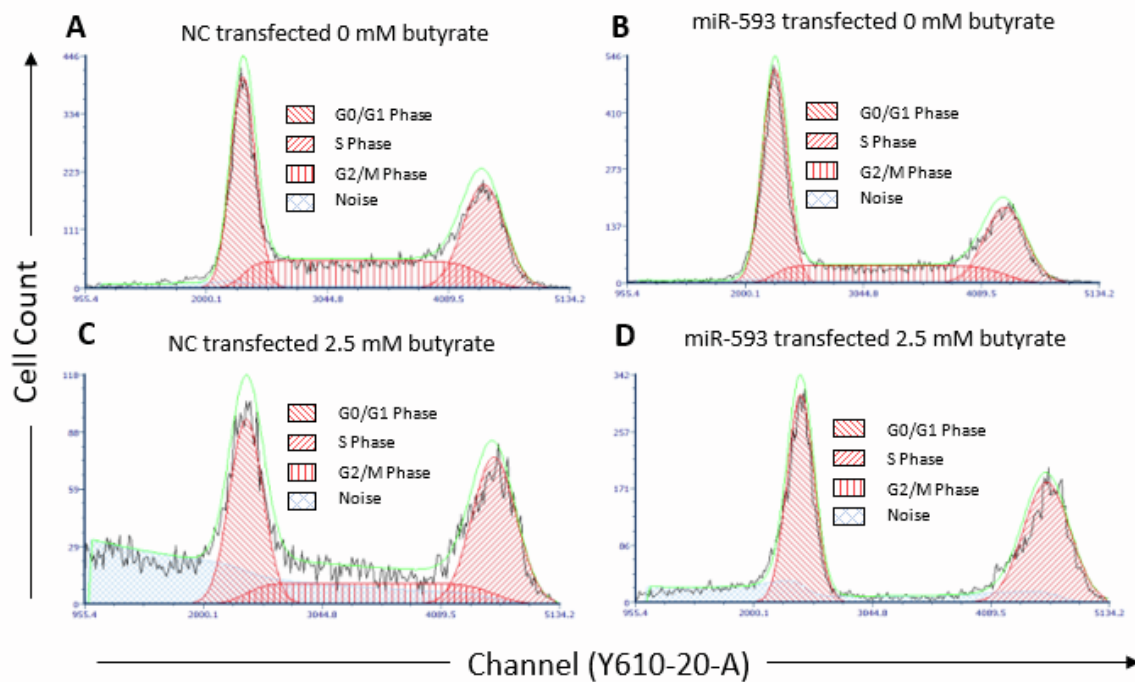 A
NC transfected 0 mM butyrate
446
334
223
111
0
955.4
2000.1
3044.8
4089.5
5134.2
G0/G1 Phase
S Phase
G2/M Phase
Noise
B
miR-593 transfected 0 mM butyrate
546
410
273
137
0
955.4
2000.1
3044.8
4089.5
5134.2
G0/G1 Phase
S Phase
G2/M Phase
Noise
C
NC transfected 2.5 mM butyrate
118
88
59
29
0
955.4
2000.1
3044.8
4089.5
5134.2
G0/G1 Phase
S Phase
G2/M Phase
Noise
D
miR-593 transfected 2.5 mM butyrate
342
257
171
86
0
955.4
2000.1
3044.8
4089.5
5134.2
G0/G1 Phase
S Phase
G2/M Phase
Noise
Cell Count
Channel (Y610-20-A)